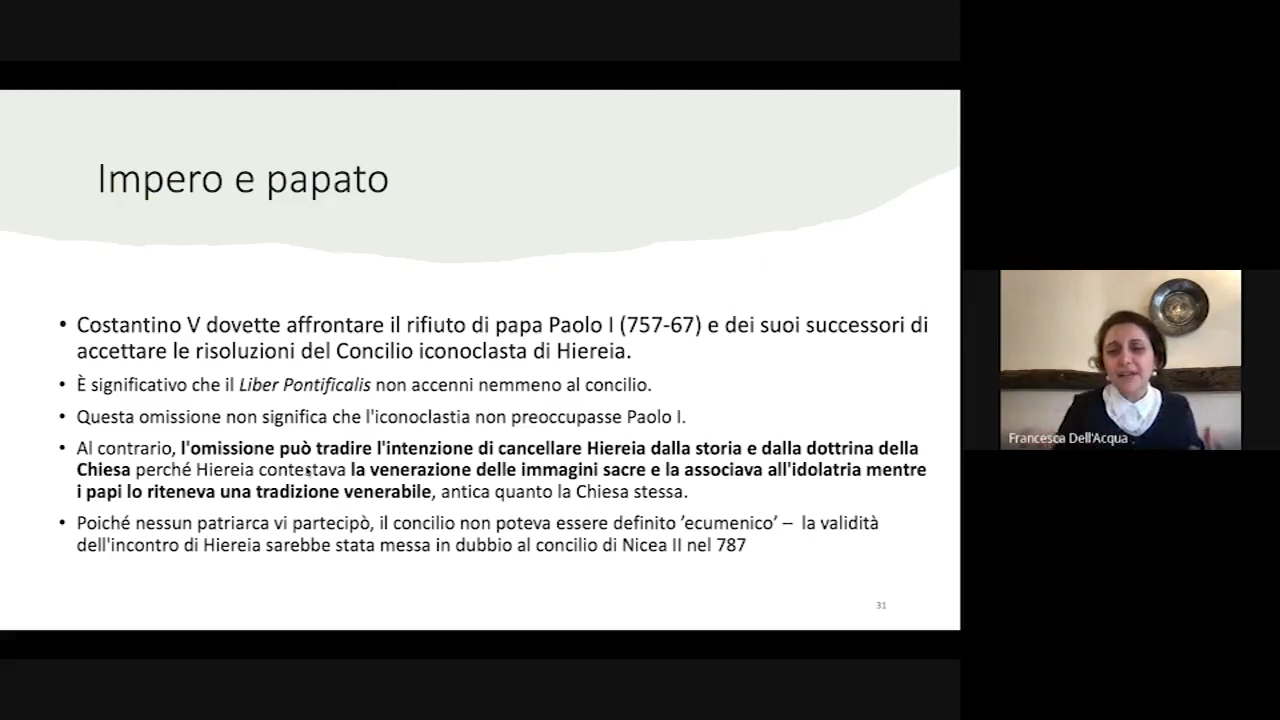 Impero e papato
• Costantino V dovette affrontare il rifiuto di papa Paolo I (757-67) e dei suoi successori di
accettare le risoluzioni del Concilio iconoclasta di Hiereia.
• È significativo che il Liber Pontificalis non accenni nemmeno al concilio.
• Questa omissione non significa che l'iconoclastia non preoccupasse Paolo I.
• Al contrario, l'omissione può tradire l'intenzione di cancellare Hiereia dalla storia e dalla dottrina della
Chiesa perché Hiereia contestava la venerazione delle immagini sacre e la associava all'idolatria mentre
i papi lo riteneva una tradizione venerabile, antica quanto la Chiesa stessa.
• Poiché nessun patriarca vi partecipò, il concilio non poteva essere definito ’ecumenico’ – la validità
dell'incontro di Hiereia sarebbe stata messa in dubbio al concilio di Nicea II nel 787
31
Francesca Dell'Acqua